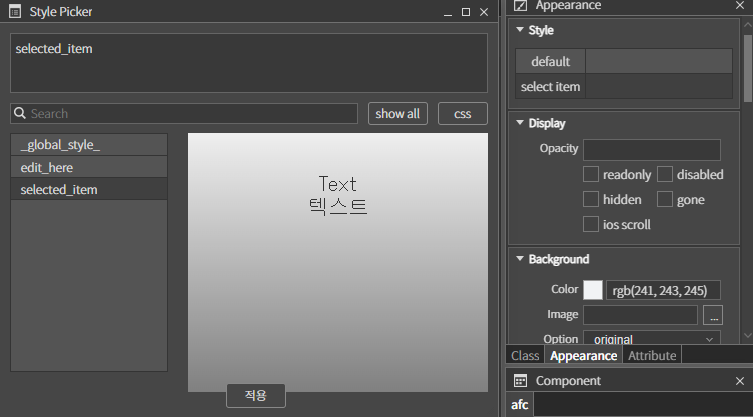 Style Picker
selected_item
Search
show all
css
_global_style_
edit_here
selected_item
Text
텍스트
적용
Appearance
Style
default
select item
Display
Opacity
readonly
disabled
hidden
gone
ios scroll
Background
Color
rgb(241, 243, 245)
Image
...
Option
original
Class
Appearance
Attribute
Component
afc